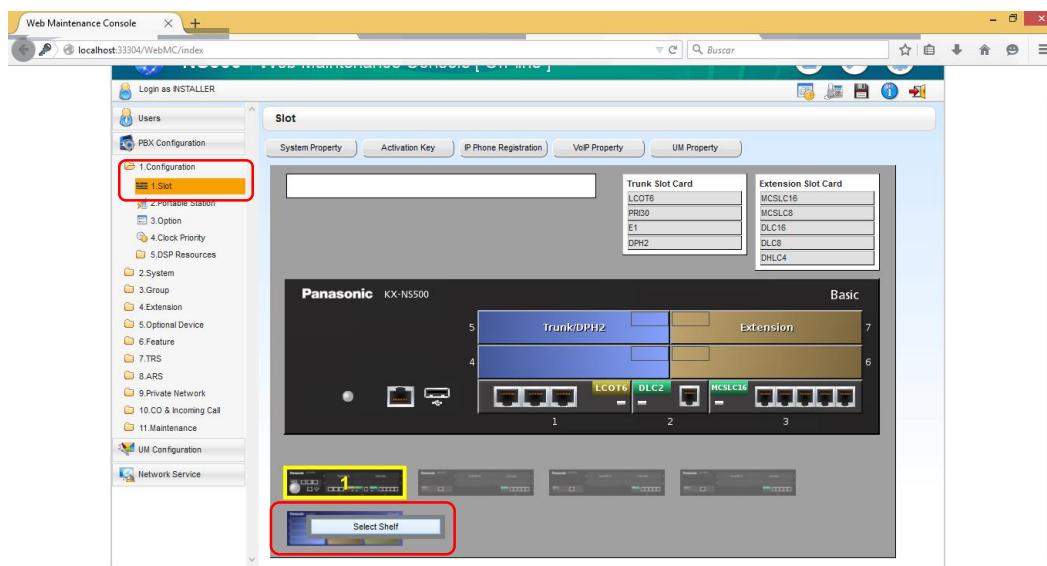 Web Maintenance Console
localhost:33304/WebMC/index
Buscar
Web Maintenance Console [ Off-line ]
Login as INSTALLER
Users
PBX Configuration
1.Configuration
1.Slot
2.Portable Station
3.Option
4.Clock Priority
5.DSP Resources
2.System
3.Group
4.Extension
5.Optional Device
6.Feature
7.TRS
8.ARS
9.Private Network
10.CO & Incoming Call
11.Maintenance
UM Configuration
Network Service
Slot
System Property Activation Key IP Phone Registration VoIP Property UM Property
Trunk Slot Card Extension Slot Card
LCOT6 MCSLC16
PRI30 MCSLC8
E1 DLC16
DPH2 DLC8
DHLC4
Panasonic KX-NS500 Basic
5 Trunk/DPH2 Extension 7
4 6
LCOT6 DLC2 MCSLC16
1 2 3
1
Select Shelf